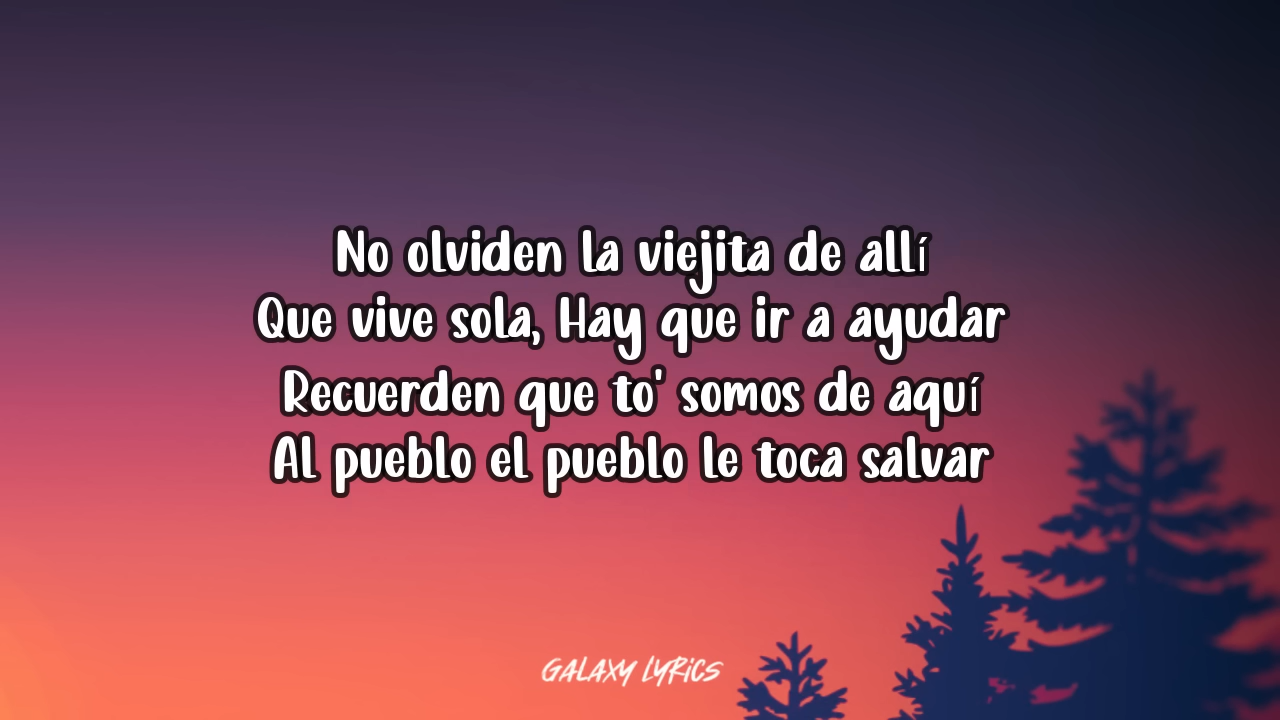 No olviden la viejita de allí
Que vive sola, Hay que ir a ayudar
Recuerden que to' somos de aquí
Al pueblo el pueblo le toca salvar
GALAXY LYRICS